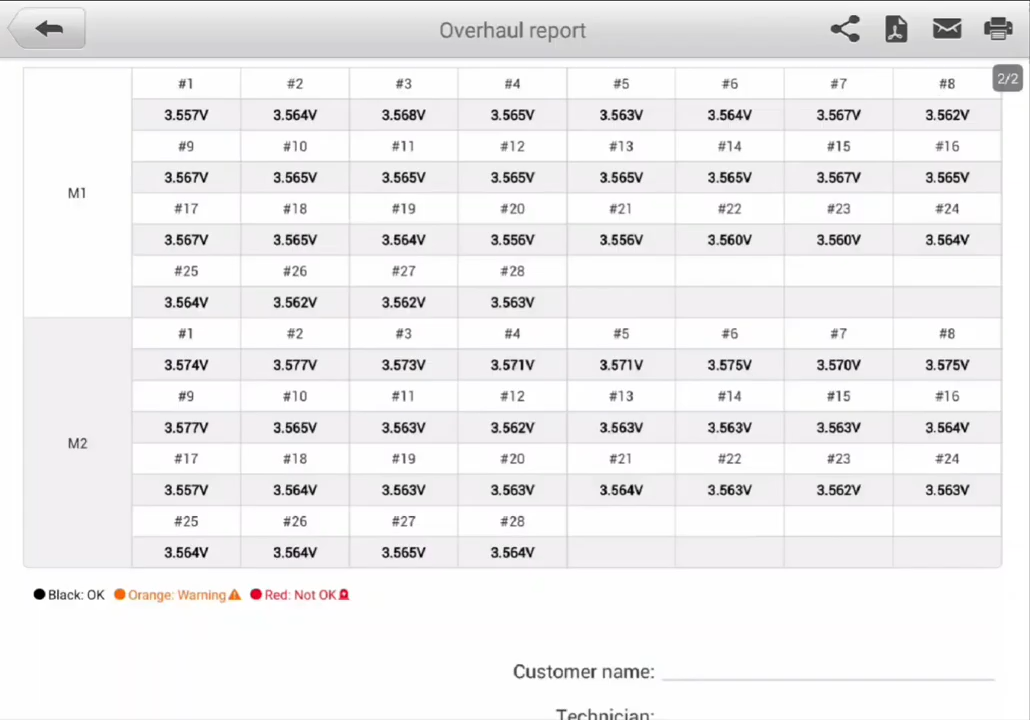 Overhaul report
2/2
#1 #2 #3 #4 #5 #6 #7 #8
3.557V 3.564V 3.568V 3.565V 3.563V 3.564V 3.567V 3.562V
#9 #10 #11 #12 #13 #14 #15 #16
3.567V 3.565V 3.565V 3.565V 3.565V 3.565V 3.567V 3.565V
M1
#17 #18 #19 #20 #21 #22 #23 #24
3.567V 3.565V 3.564V 3.556V 3.556V 3.560V 3.560V 3.564V
#25 #26 #27 #28
3.564V 3.562V 3.562V 3.563V
#1 #2 #3 #4 #5 #6 #7 #8
3.574V 3.577V 3.573V 3.571V 3.571V 3.575V 3.570V 3.575V
#9 #10 #11 #12 #13 #14 #15 #16
3.577V 3.565V 3.563V 3.562V 3.563V 3.563V 3.563V 3.564V
M2
#17 #18 #19 #20 #21 #22 #23 #24
3.557V 3.564V 3.563V 3.563V 3.564V 3.563V 3.562V 3.563V
#25 #26 #27 #28
3.564V 3.564V 3.565V 3.564V
Black: OK Orange: Warning Red: Not OK
Customer name:
Technician: